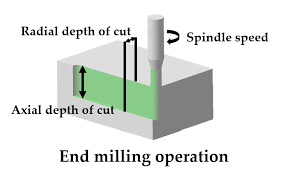 Radial depth of cut
Spindle speed
Axial depth of cut
End milling operation